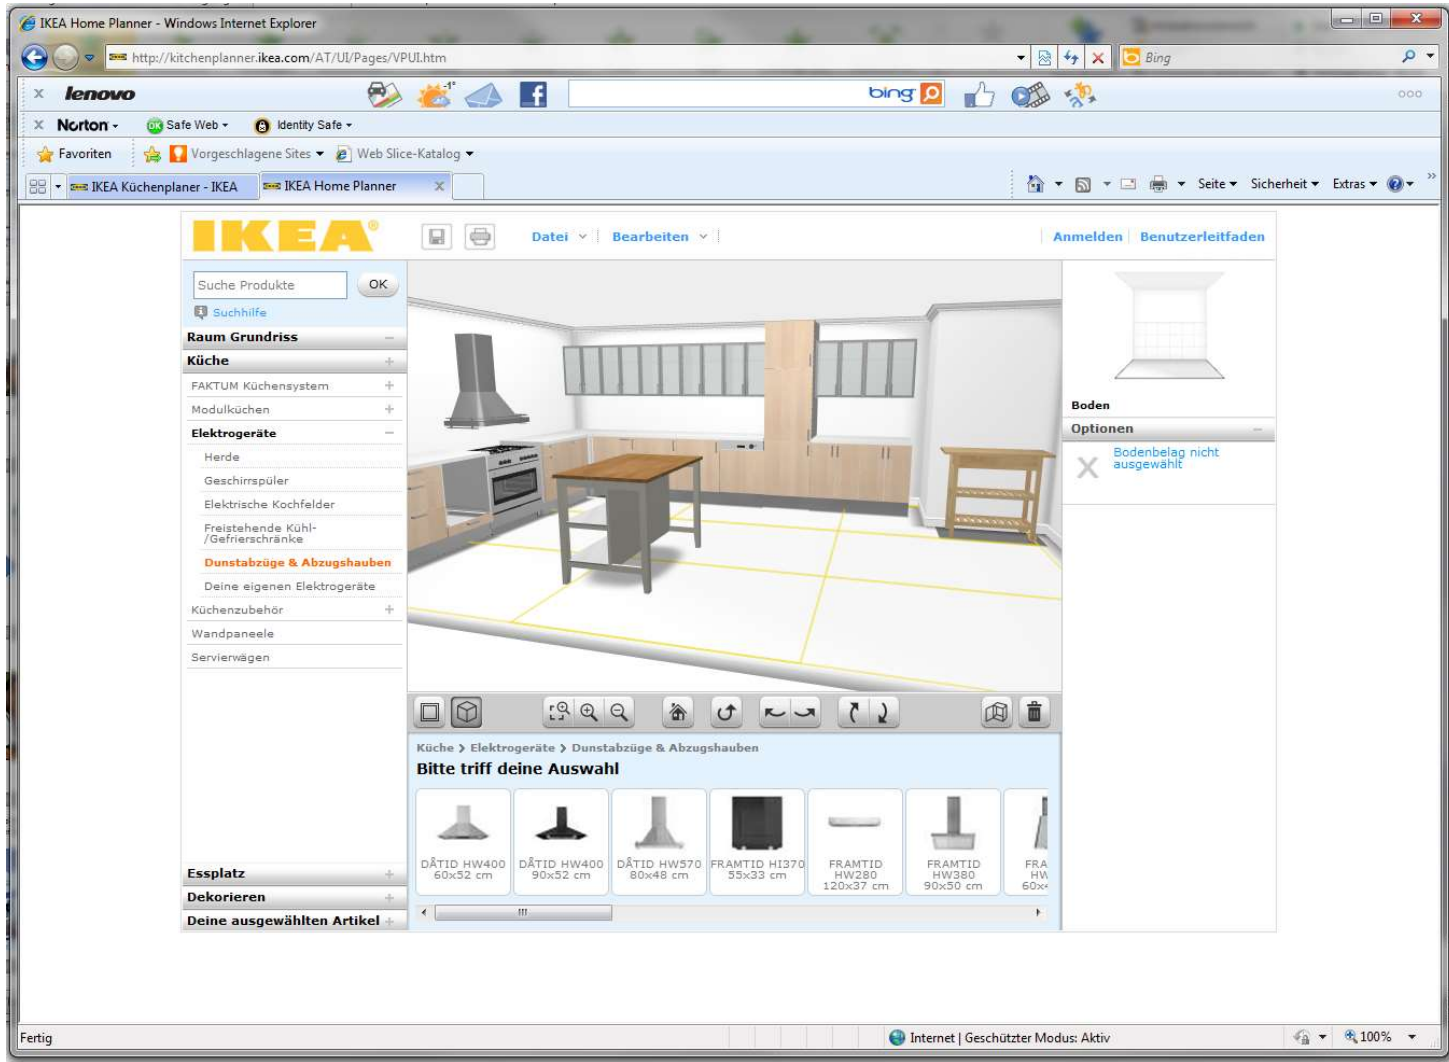 IKEA Home Planner - Windows Internet Explorer
http://kitchenplanner.ikea.com/AT/UI/Pages/VPUI.htm
Bing
lenovo
-1°
bing
Norton
OK Safe Web
Identity Safe
Favoriten
Vorgeschlagene Sites
Web Slice-Katalog
IKEA Küchenplaner - IKEA
IKEA Home Planner
Seite
Sicherheit
Extras
IKEA®
Datei
Bearbeiten
Anmelden
Benutzerleitfaden
Suche Produkte
OK
Suchhilfe
Raum Grundriss
Küche
FAKTUM Küchensystem
Modulküchen
Elektrogeräte
Herde
Geschirrspüler
Elektrische Kochfelder
Freistehende Kühl-
/Gefrierschränke
Dunstabzüge & Abzugshauben
Deine eigenen Elektrogeräte
Küchenzubehör
Wandpaneele
Servierwägen
Essplatz
Dekorieren
Deine ausgewählten Artikel
Boden
Optionen
Bodenbelag nicht
ausgewählt
Küche > Elektrogeräte > Dunstabzüge & Abzugshauben
Bitte triff deine Auswahl
DÅTID HW400
60x52 cm
DÅTID HW400
90x52 cm
DÅTID HW570
80x48 cm
FRAMTID HI370
55x33 cm
FRAMTID
HW280
120x37 cm
FRAMTID
HW380
90x50 cm
FRA
HW
60x
Fertig
Internet | Geschützter Modus: Aktiv
100%